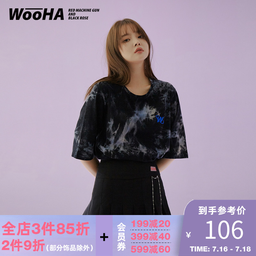 WooHA
RED MACHINE GUN
AND
BLACK ROSE
全店3件85折
2件9折(部分饰品除外)
+
会员券
199减20
399减40
599减60
到手参考价
¥ 106
TIME: 7.16 - 7.18